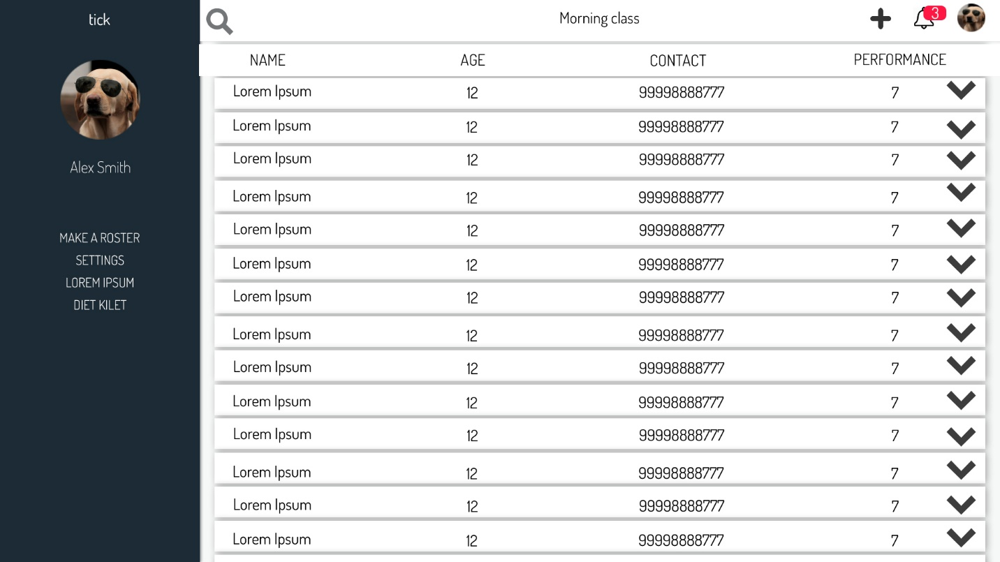 tick
Morning class
3
Alex Smith
MAKE A ROSTER
SETTINGS
LOREM IPSUM
DIET KILET
NAME AGE CONTACT PERFORMANCE
Lorem Ipsum 12 99998888777 7
Lorem Ipsum 12 99998888777 7
Lorem Ipsum 12 99998888777 7
Lorem Ipsum 12 99998888777 7
Lorem Ipsum 12 99998888777 7
Lorem Ipsum 12 99998888777 7
Lorem Ipsum 12 99998888777 7
Lorem Ipsum 12 99998888777 7
Lorem Ipsum 12 99998888777 7
Lorem Ipsum 12 99998888777 7
Lorem Ipsum 12 99998888777 7
Lorem Ipsum 12 99998888777 7
Lorem Ipsum 12 99998888777 7
Lorem Ipsum 12 99998888777 7